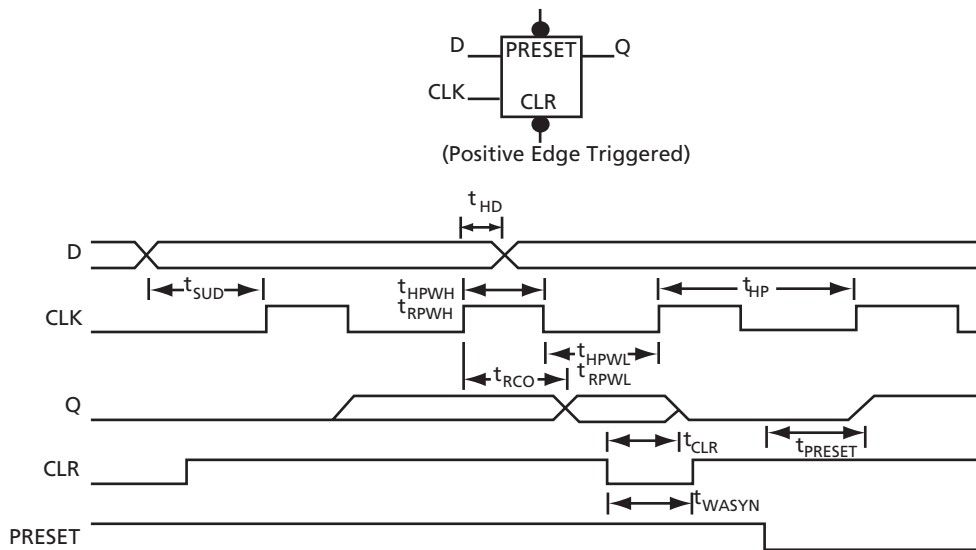 D PRESET Q
CLK
CLR
(Positive Edge Triggered)
tHD
D
tSUD tHPWH tHP
CLK tRPWH
tHPWL
tRCO tRPWL
Q
tCLR tPRESET
CLR
tWASYN
PRESET